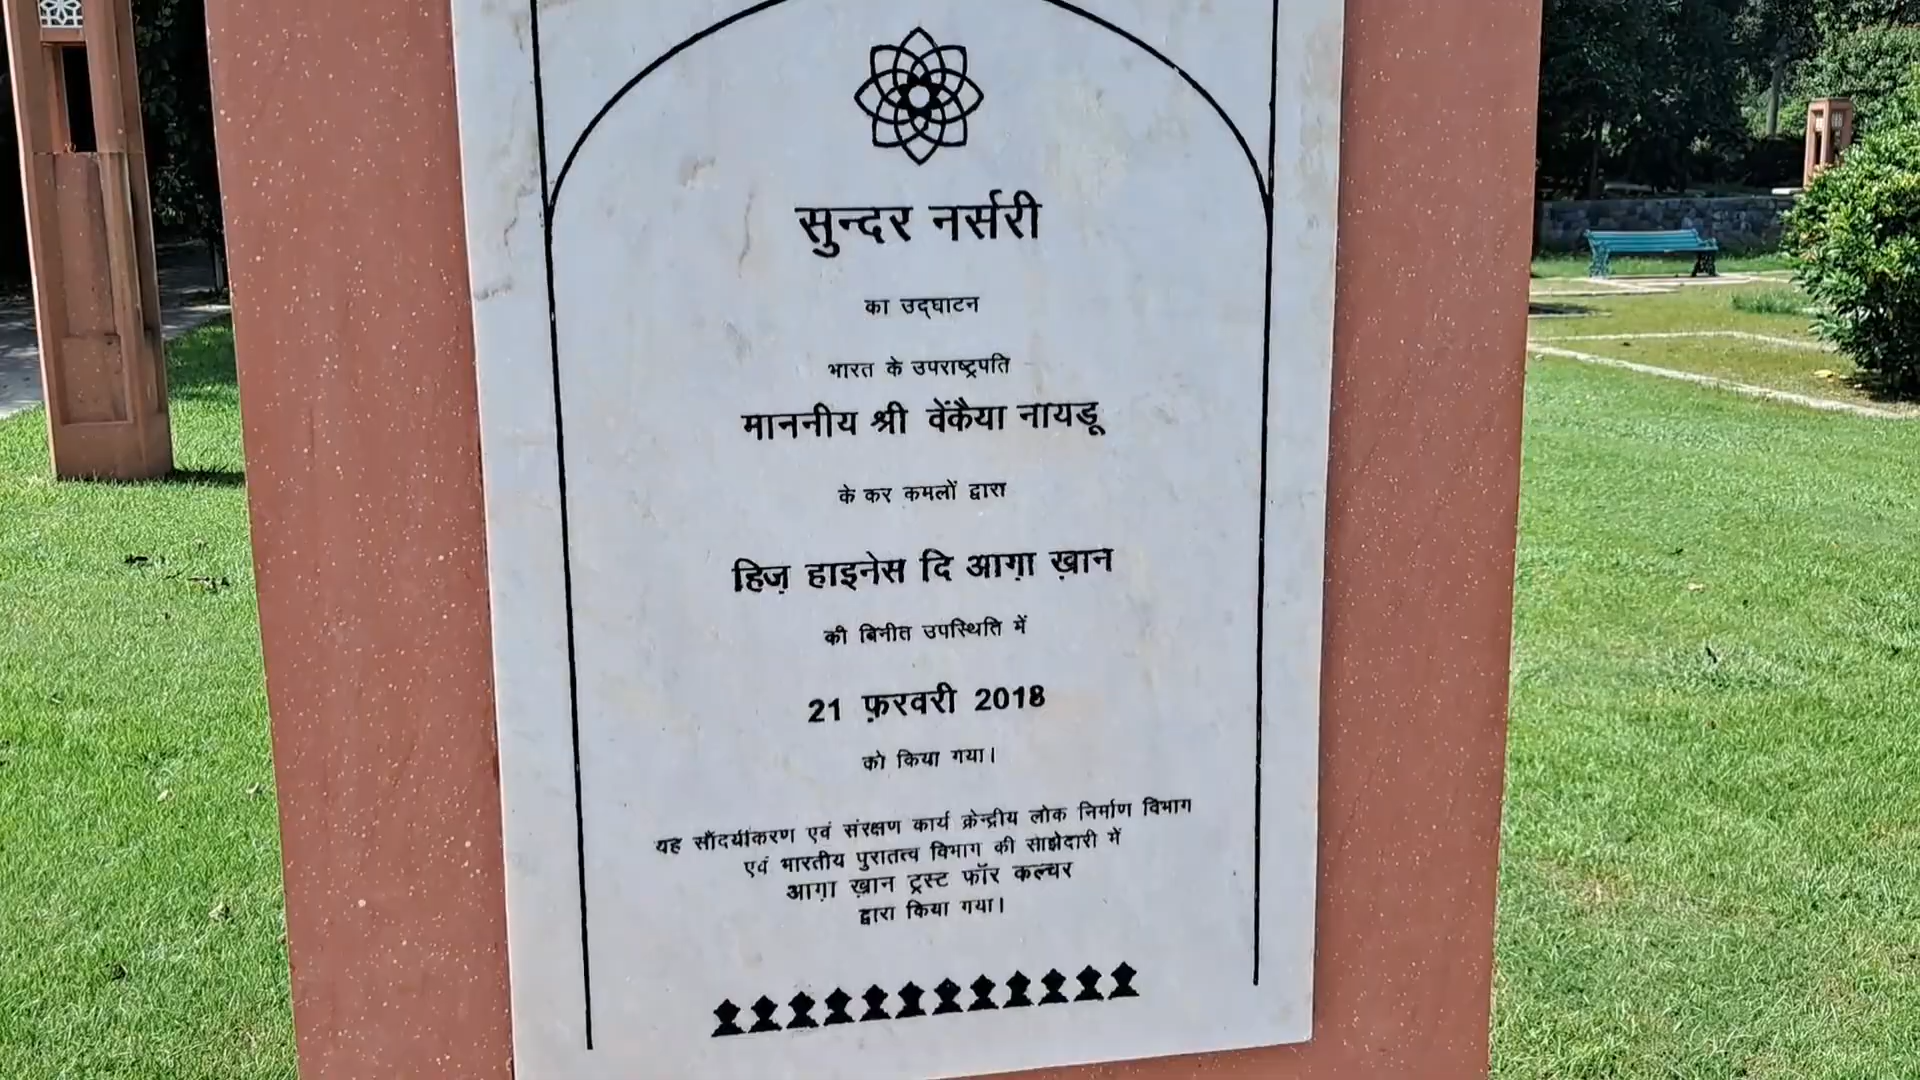 सुन्दर नर्सरी
का उद्घाटन
भारत के उपराष्ट्रपति
माननीय श्री वेंकैया नायडू
के कर कमलों द्वारा
हिज़ हाइनेस दि आग़ा ख़ान
की बिनीत उपस्थिति में
21 फ़रवरी 2018
को किया गया।
यह सौंदर्यीकरण एवं संरक्षण कार्य क्रेन्द्रीय लोक निर्माण विभाग
एवं भारतीय पुरातत्व विभाग की साझेदारी में
आग़ा ख़ान ट्रस्ट फॉर कल्चर
द्वारा किया गया।